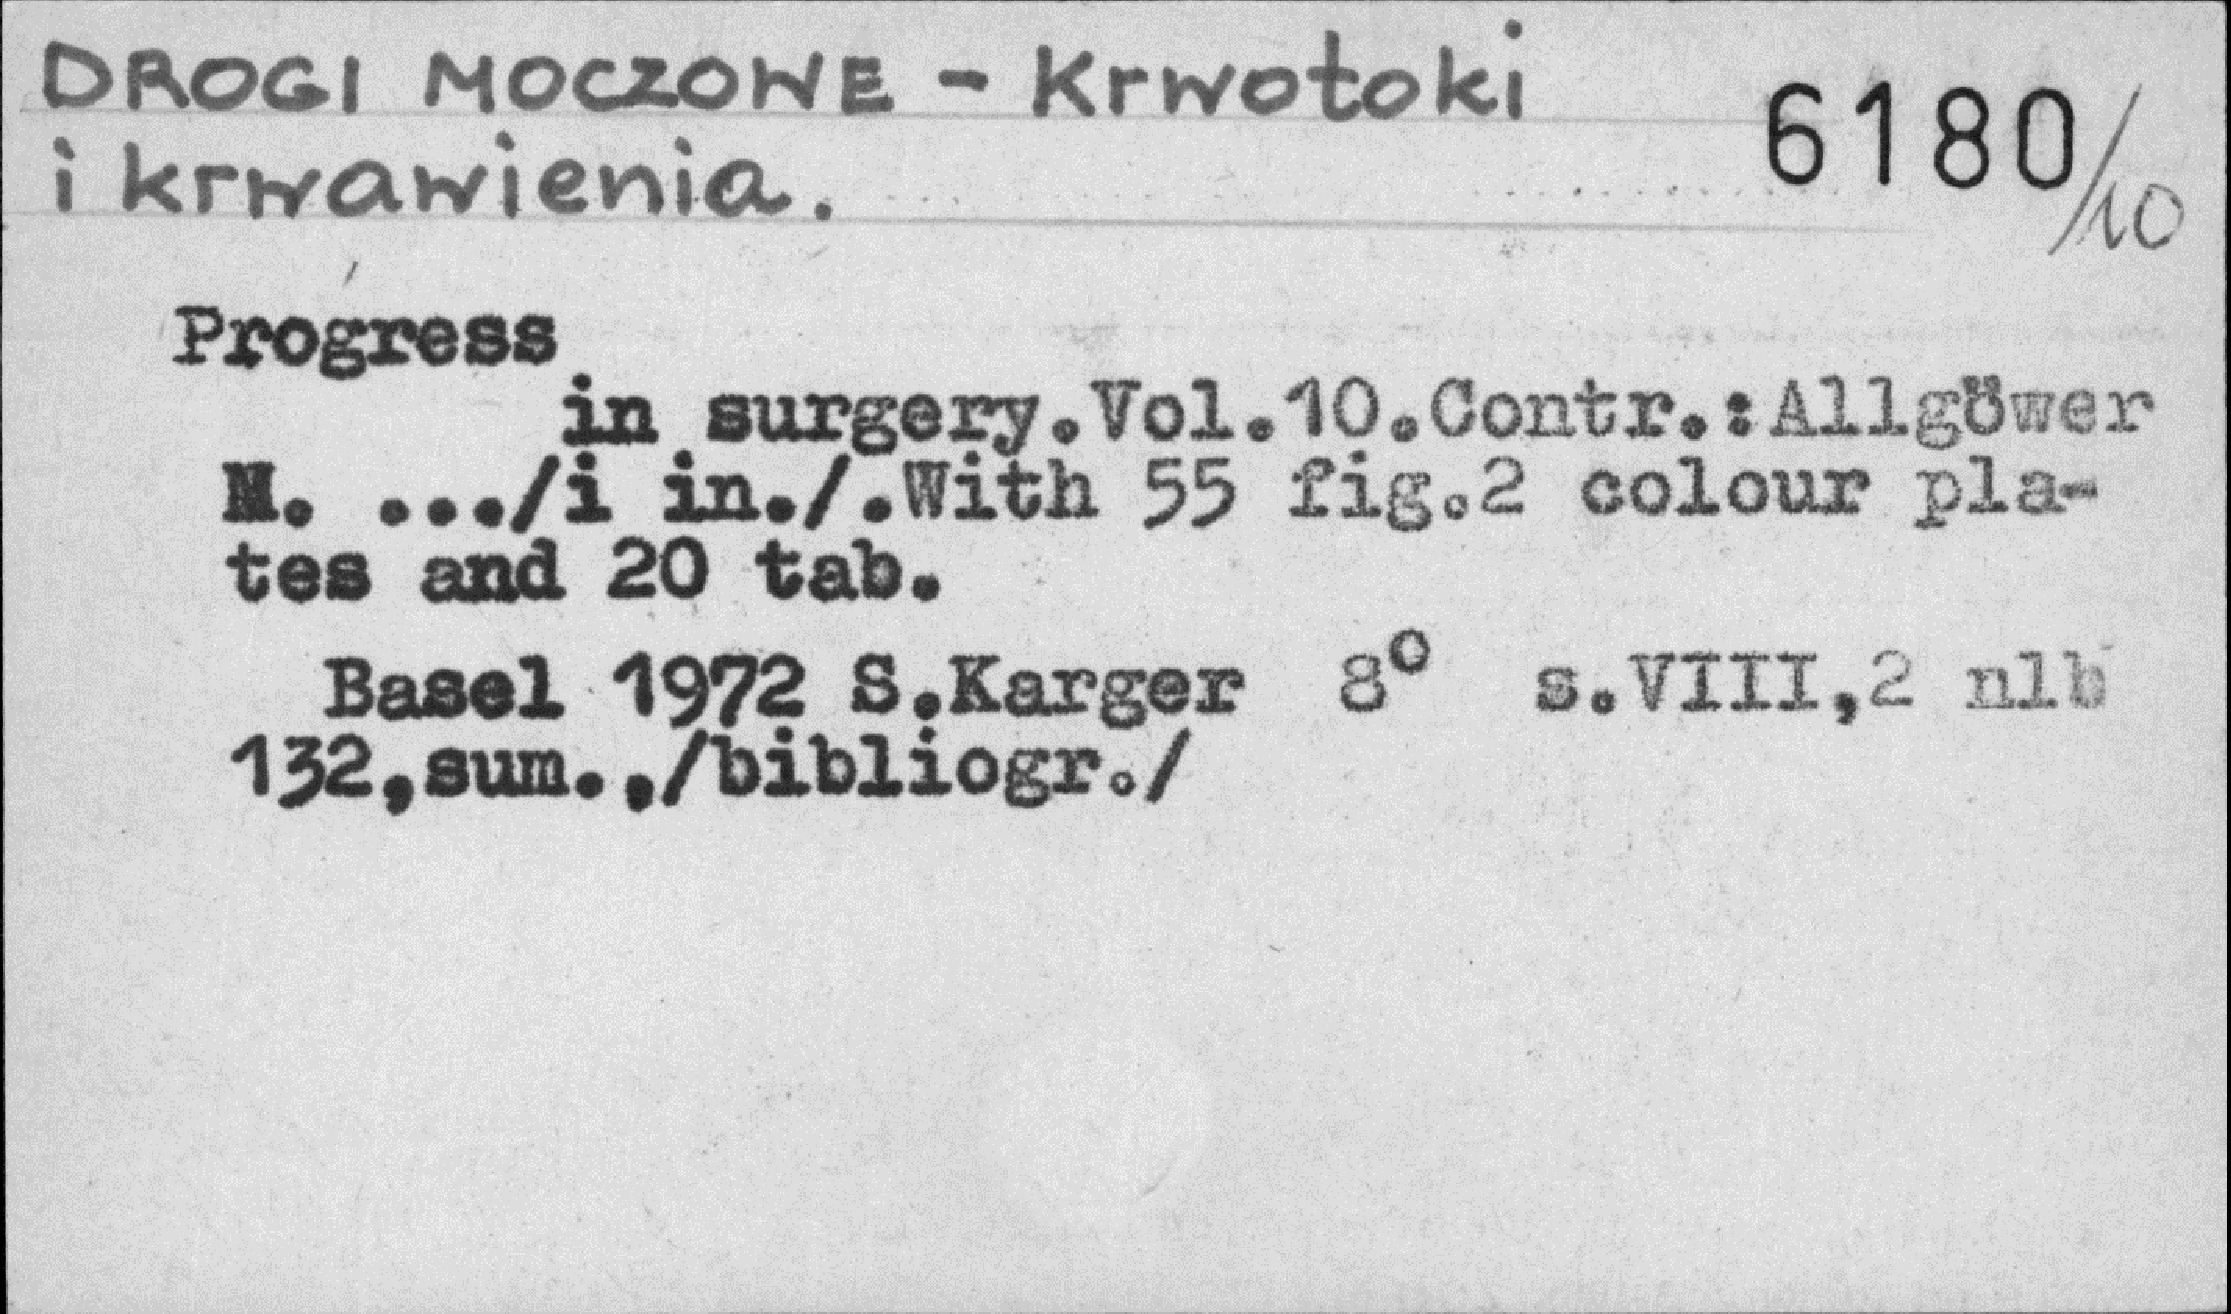 DROGI MOCZOWE - Krwotoki
i krwawienia.
6180/10
Progress
in surgery.Vol.10.Contr.:Allgöwer
M. .../i in./.With 55 fig.2 colour pla-
tes and 20 tab.
Basel 1972 S.Karger 8° s.VIII,2 nlb
132,sum.,/bibliogr./